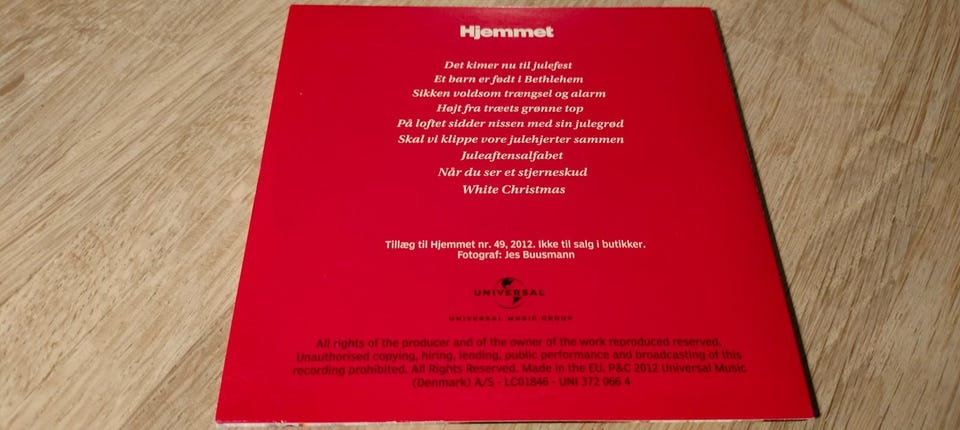 Hjemmet
Det kimer nu til julefest
Et barn er født i Bethlehem
Sikken voldsom trængsel og alarm
Højt fra træets grønne top
På loftet sidder nissen med sin julegrød
Skal vi klippe vore julehjerter sammen
Juleaftensalfabet
Når du ser et stjerneskud
White Christmas
Tillæg til Hjemmet nr. 49, 2012. Ikke til salg i butikker.
Fotograf: Jes Buusmann
UNIVERSAL
UNIVERSAL MUSIC GROUP
All rights of the producer and of the owner of the work reproduced reserved.
Unauthorised copying, hiring, lending, public performance and broadcasting of this
recording prohibited. All Rights Reserved. Made in the EU. P&C 2012 Universal Music
(Denmark) A/S - LC01846 - UNI 372 066 4